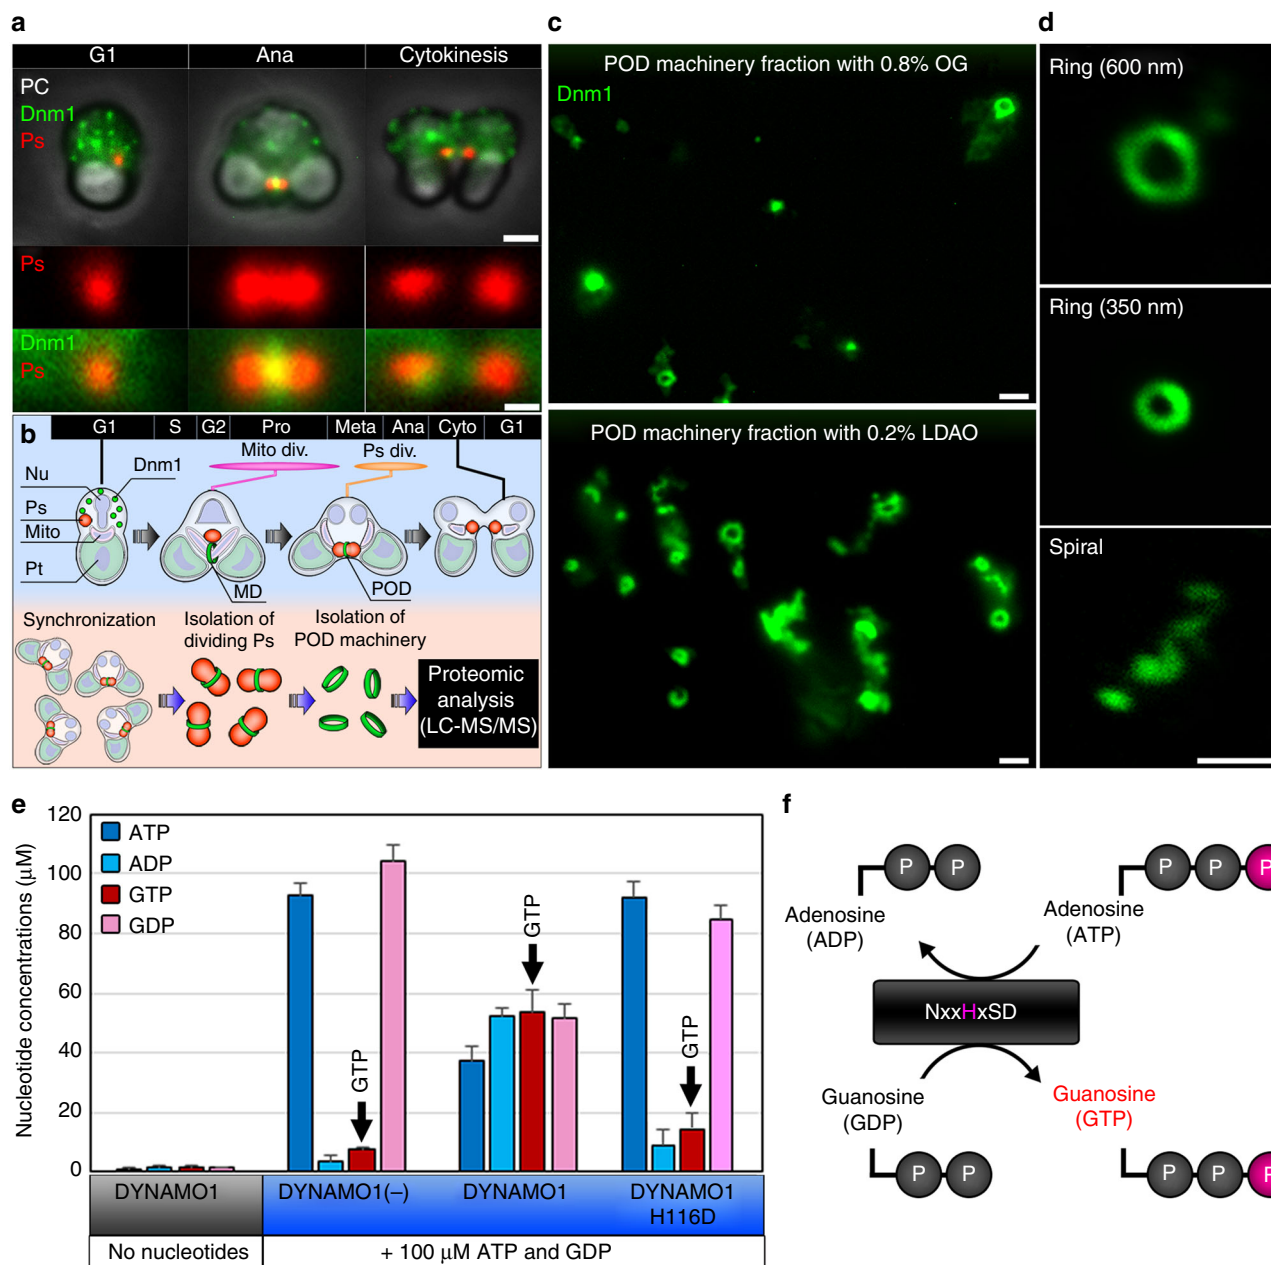 a
G1
Ana
Cytokinesis
PC
Dnm1
Ps
Ps
Dnm1
Ps
b
G1
S
G2
Pro
Meta
Ana
Cyto
G1
Mito div.
Ps div.
Nu
Dnm1
Ps
Mito
Pt
MD
POD
Synchronization
Isolation of
dividing Ps
Isolation of
POD machinery
Proteomic
analysis
(LC-MS/MS)
c
POD machinery fraction with 0.8% OG
Dnm1
POD machinery fraction with 0.2% LDAO
d
Ring (600 nm)
Ring (350 nm)
Spiral
e
Nucleotide concentrations (μM)
120
100
80
60
40
20
0
ATP
ADP
GTP
GDP
GTP
GTP
GTP
DYNAMO1
DYNAMO1(–)
DYNAMO1
DYNAMO1
H116D
No nucleotides
+ 100 μM ATP and GDP
f
P P
P P P
Adenosine
(ADP)
Adenosine
(ATP)
NxxHxSD
Guanosine
(GDP)
Guanosine
(GTP)
P P
P P P